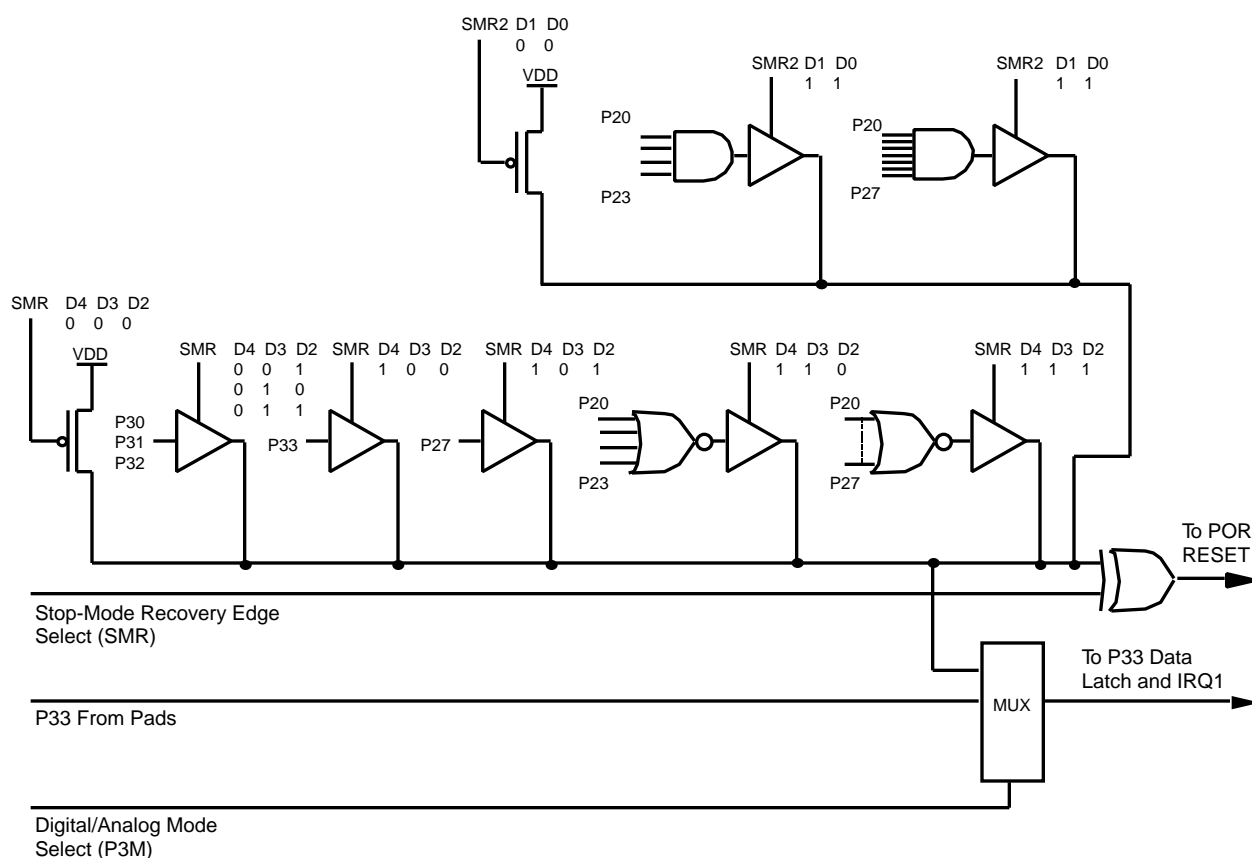 SMR2 D1 D0
0 0
VDD
SMR2 D1 D0
1 1
SMR2 D1 D0
1 1
P20
P23
P20
P27
SMR D4 D3 D2
0 0 0
VDD
SMR D4 D3 D2
0 0 1
0 1 0
0 1 1
SMR D4 D3 D2
1 0 0
SMR D4 D3 D2
1 0 1
SMR D4 D3 D2
1 1 0
SMR D4 D3 D2
1 1 1
P30
P31
P32
P33
P27
P20
P23
P20
P27
To POR
RESET
Stop-Mode Recovery Edge
Select (SMR)
To P33 Data
Latch and IRQ1
MUX
P33 From Pads
Digital/Analog Mode
Select (P3M)